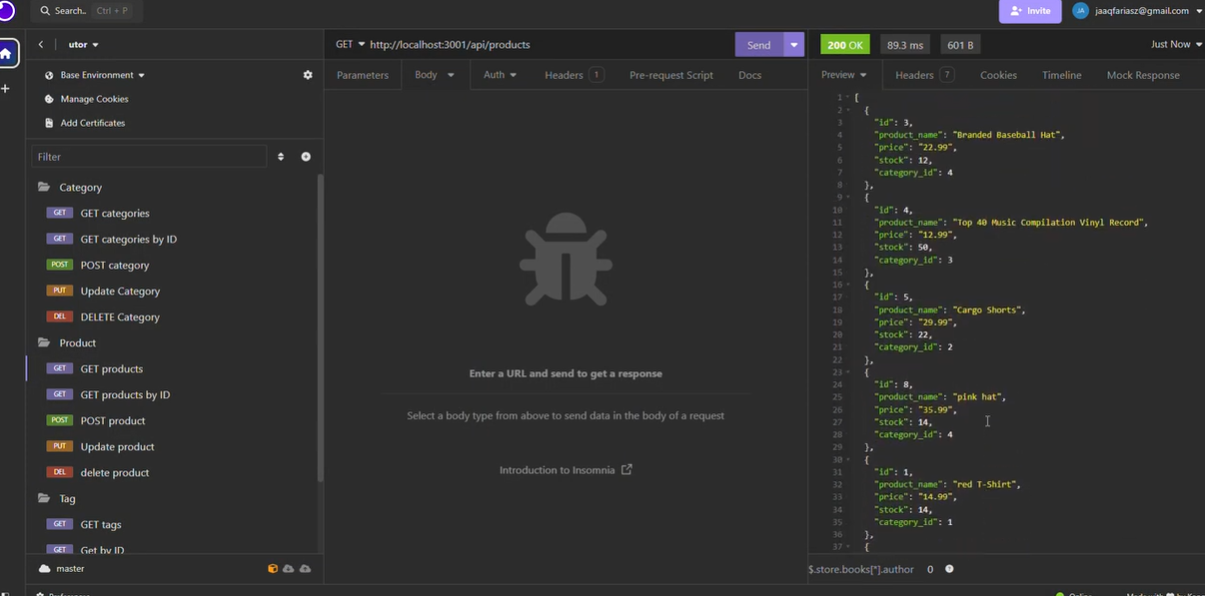 Search.. Ctrl + P
Invite
JA jaaqfariasz@gmail.com
utor
GET http://localhost:3001/api/products
Send
200 OK 89.3 ms 601 B
Just Now
Base Environment
Manage Cookies
Add Certificates
Parameters Body Auth Headers 1 Pre-request Script Docs
Preview Headers 7 Cookies Timeline Mock Response
Filter
Category
GET GET categories
GET GET categories by ID
POST POST category
PUT Update Category
DEL DELETE Category
Product
GET GET products
GET GET products by ID
POST POST product
PUT Update product
DEL delete product
Tag
GET GET tags
GET Get by ID
master
Enter a URL and send to get a response
Select a body type from above to send data in the body of a request
Introduction to Insomnia
1 [
2 {
3 "id": 3,
4 "product_name": "Branded Baseball Hat",
5 "price": "22.99",
6 "stock": 12,
7 "category_id": 4
8 },
9 {
10 "id": 4,
11 "product_name": "Top 40 Music Compilation Vinyl Record",
12 "price": "12.99",
13 "stock": 50,
14 "category_id": 3
15 },
16 {
17 "id": 5,
18 "product_name": "Cargo Shorts",
19 "price": "29.99",
20 "stock": 22,
21 "category_id": 2
22 },
23 {
24 "id": 8,
25 "product_name": "pink hat",
26 "price": "35.99",
27 "stock": 14,
28 "category_id": 4
29 },
30 {
31 "id": 1,
32 "product_name": "red T-Shirt",
33 "price": "14.99",
34 "stock": 14,
35 "category_id": 1
36 },
37 {
$.store.books[*].author 0